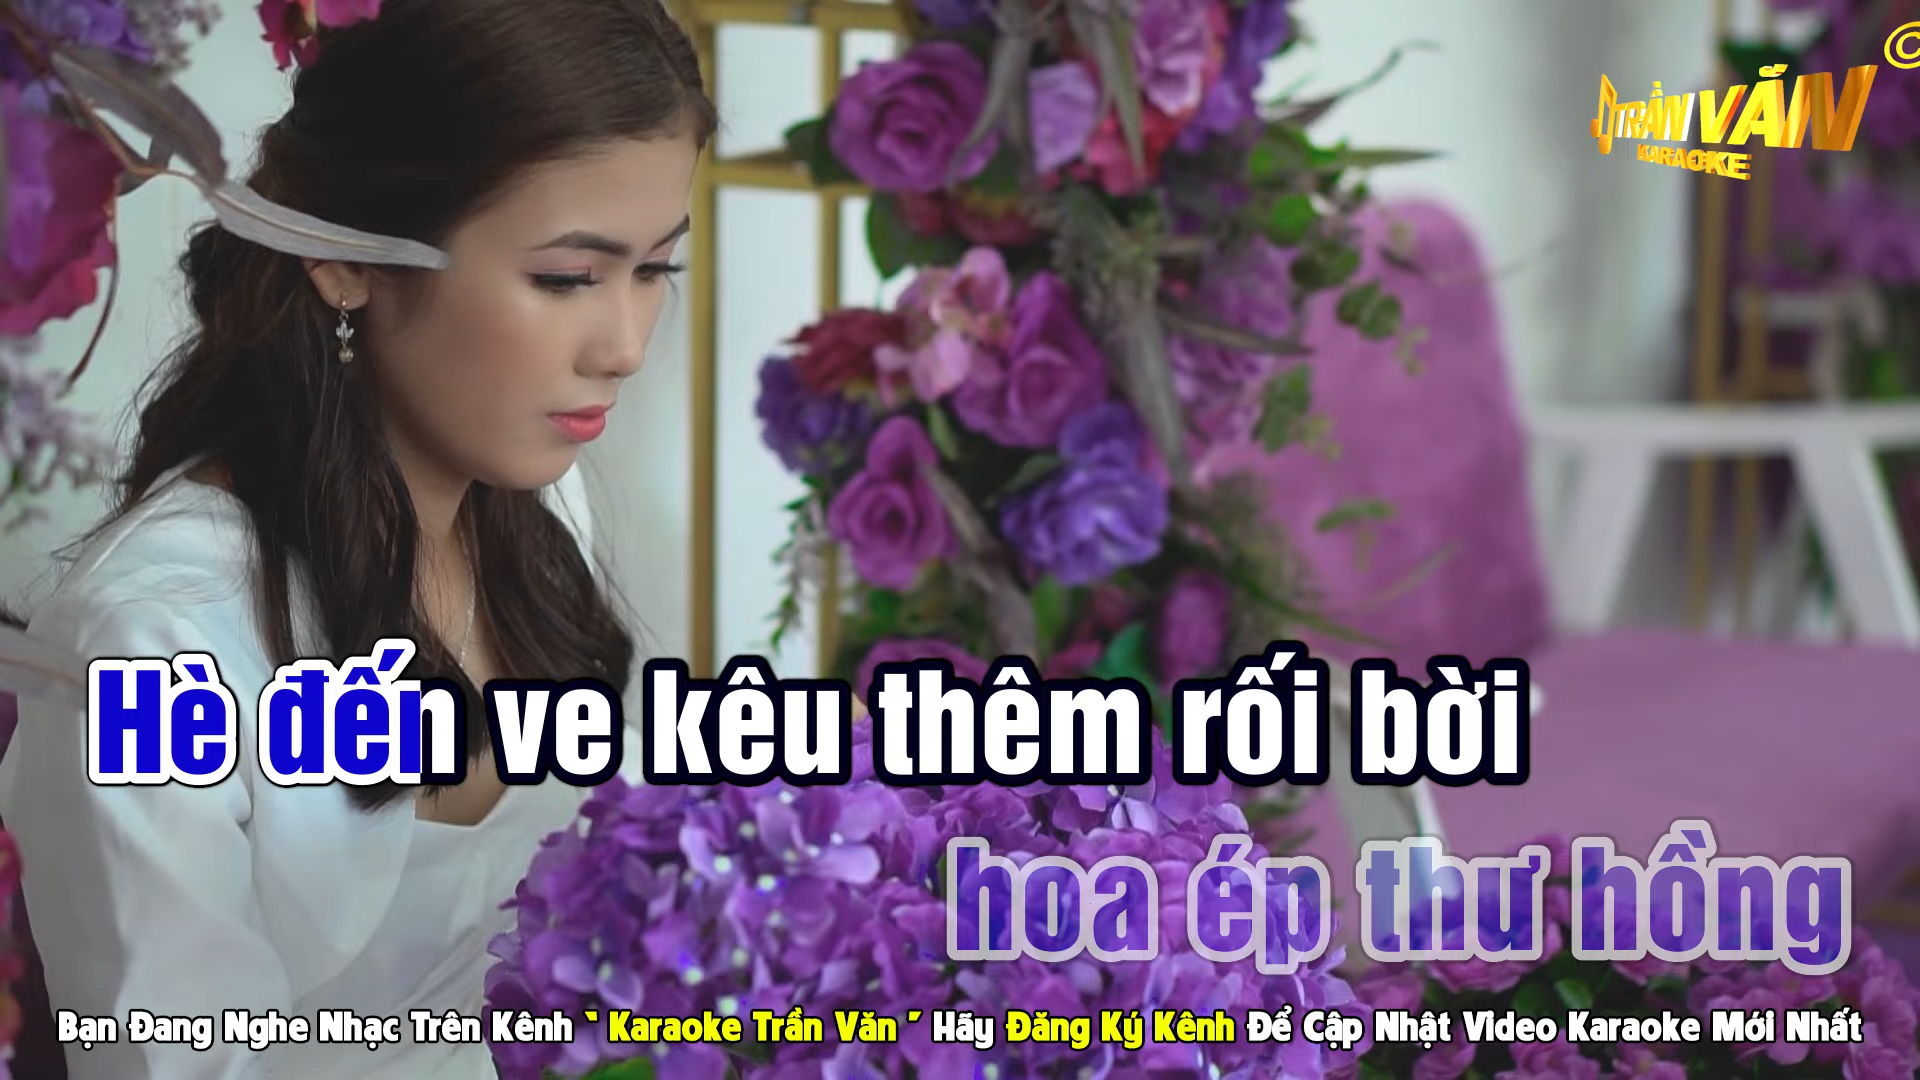 ©
TRẦN VĂN
KARAOKE
Hè đến ve kêu thêm rối bời
hoa ép thư hồng
Bạn Đang Nghe Nhạc Trên Kênh " Karaoke Trần Văn " Hãy Đăng Ký Kênh Để Cập Nhật Video Karaoke Mới Nhất